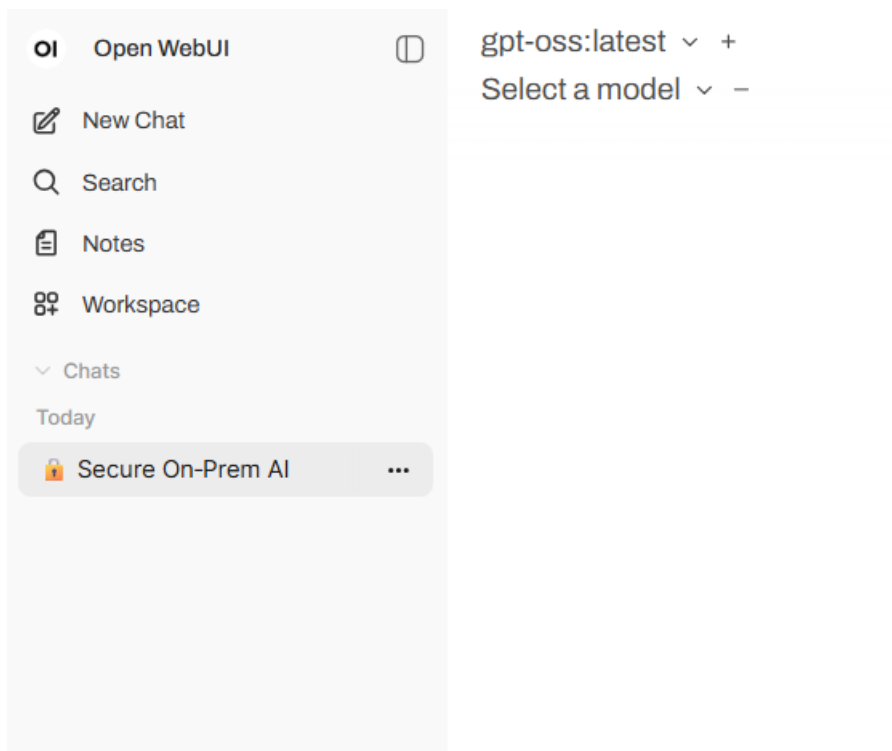 OI Open WebUI
New Chat
Search
Notes
Workspace
Chats
Today
🔒 Secure On-Prem AI ...
gpt-oss:latest +
Select a model −